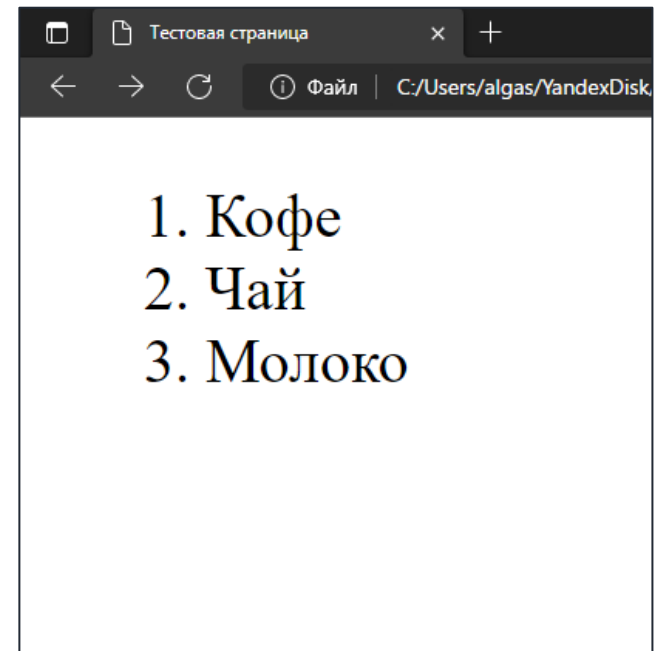 Тестовая страница
Файл | C:/Users/algas/YandexDisk/
1. Кофе
2. Чай
3. Молоко